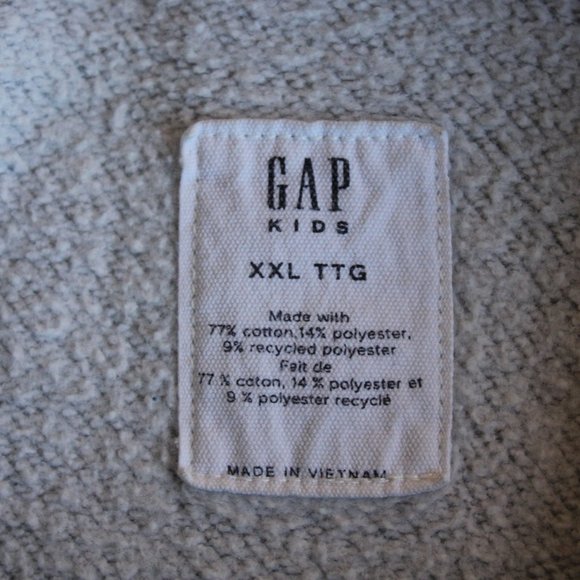 GAP
KIDS
XXL TTG
Made with
77% cotton, 14% polyester,
9% recycled polyester
Fait de
77 % coton, 14 % polyester et
9 % polyester recyclé
MADE IN VIETNAM